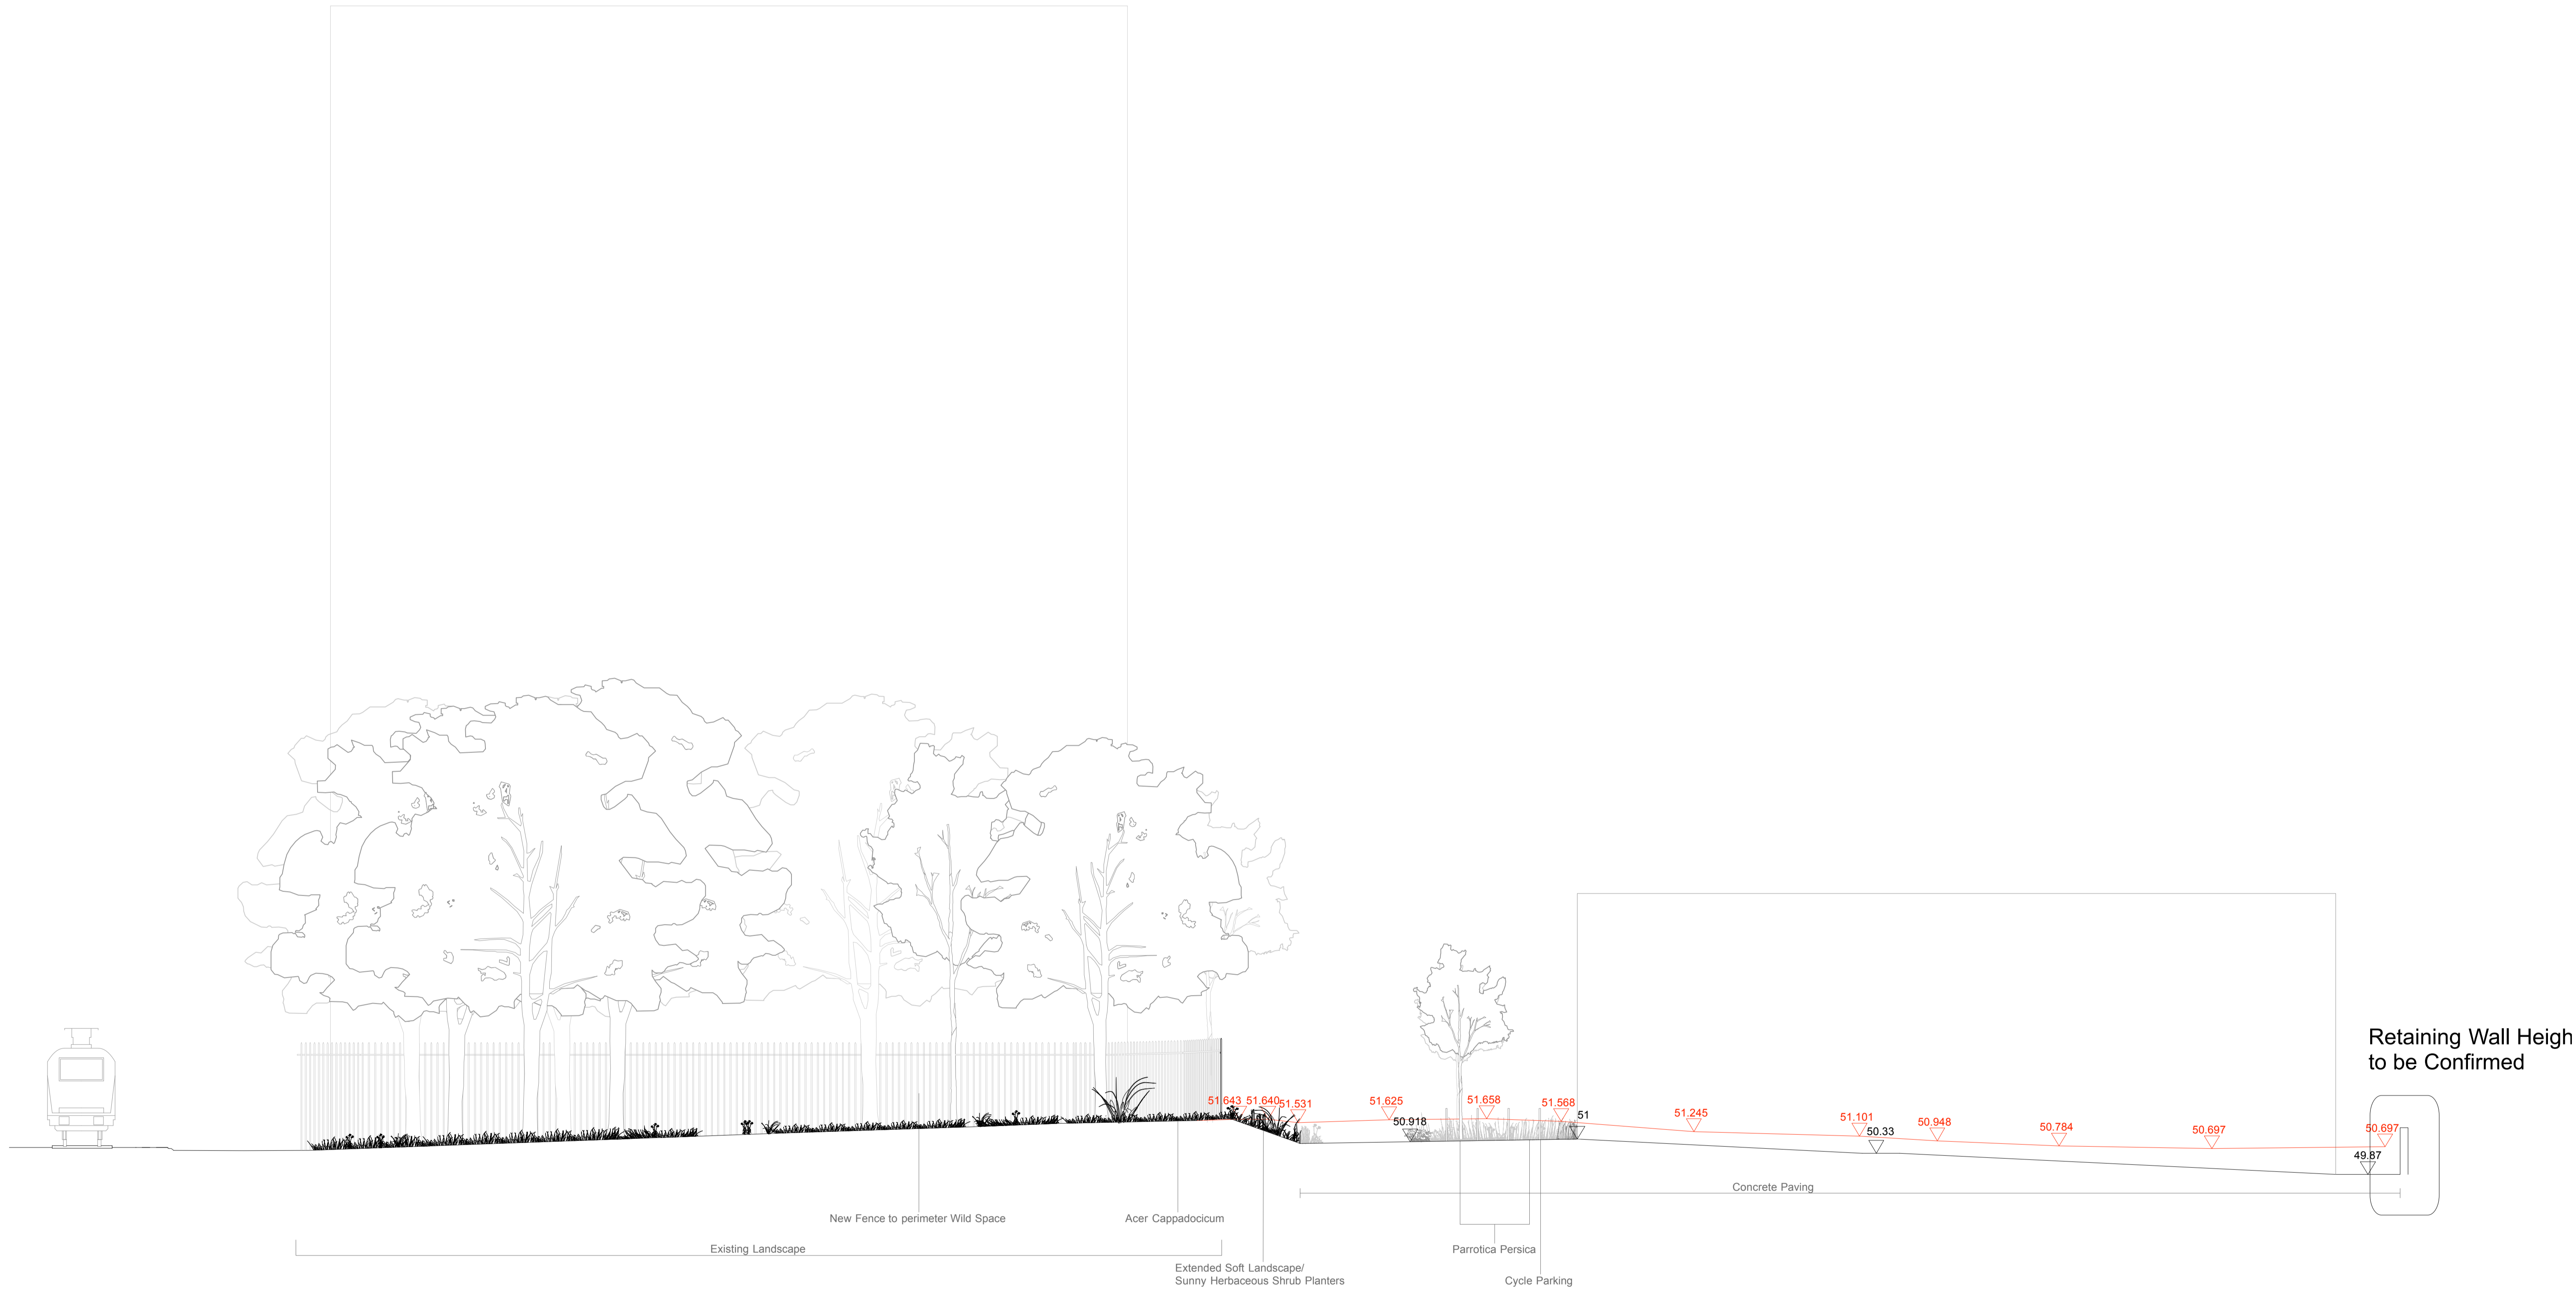 Retaining Wall Heigh
to be Confirmed
51.643
51.640
51.531
51.625
50.918
51.658
51.568
51
51.245
51.101
50.33
50.948
50.784
50.697
50.697
49.87
Concrete Paving
New Fence to perimeter Wild Space
Acer Cappadocicum
Existing Landscape
Parrotica Persica
Extended Soft Landscape/
Sunny Herbaceous Shrub Planters
Cycle Parking